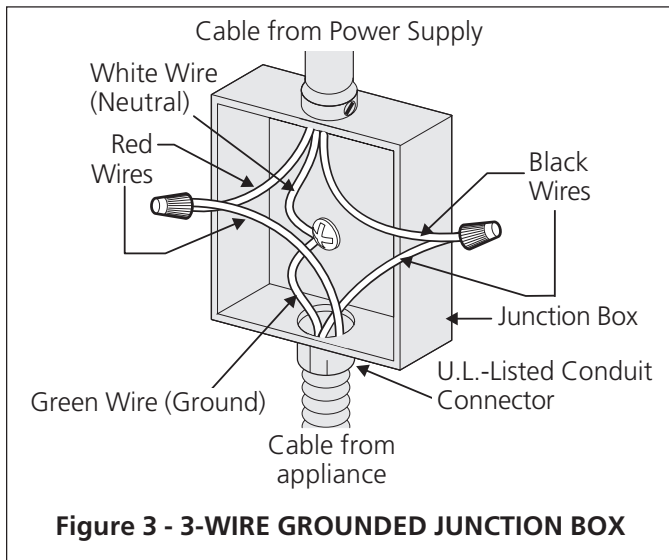 Cable from Power Supply
White Wire
(Neutral)
Red
Wires
Black
Wires
Junction Box
U.L.-Listed Conduit
Connector
Green Wire (Ground)
Cable from
appliance
Figure 3 - 3-WIRE GROUNDED JUNCTION BOX